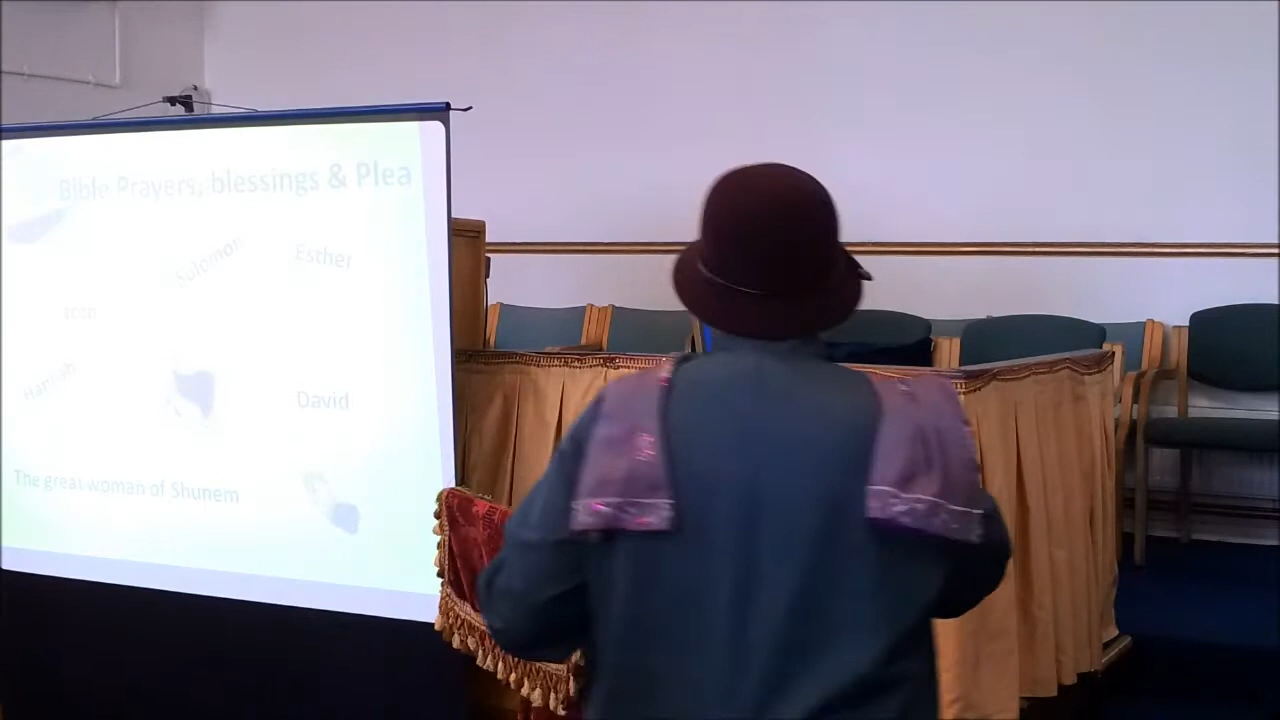 Bible Prayers, blessings & Plea
Solomon
Esther
Hannah
David
The great woman of Shunem